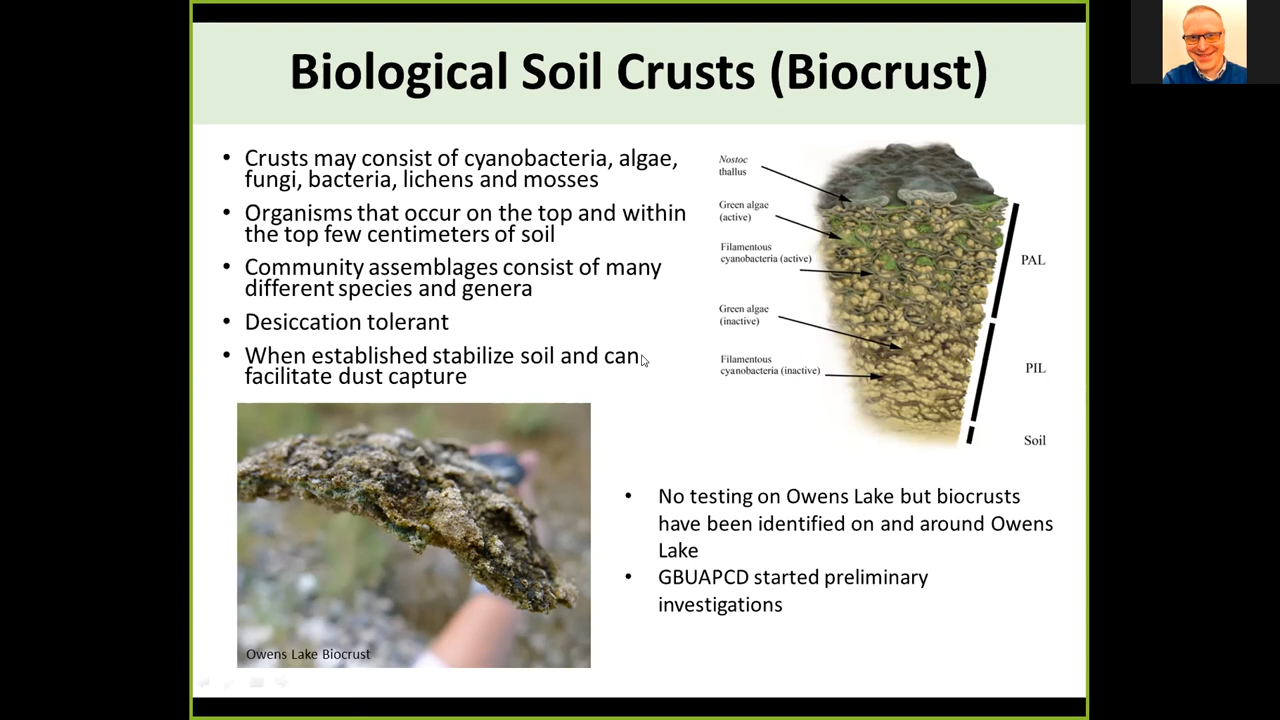 Biological Soil Crusts (Biocrust)
• Crusts may consist of cyanobacteria, algae,
fungi, bacteria, lichens and mosses
• Organisms that occur on the top and within
the top few centimeters of soil
• Community assemblages consist of many
different species and genera
• Desiccation tolerant
• When established stabilize soil and can
facilitate dust capture
Nostoc
thallus
Green algae
(active)
Filamentous
cyanobacteria (active)
Green algae
(inactive)
Filamentous
cyanobacteria (inactive)
PAL
PIL
Soil
Owens Lake Biocrust
• No testing on Owens Lake but biocrusts
have been identified on and around Owens
Lake
• GBUAPCD started preliminary
investigations